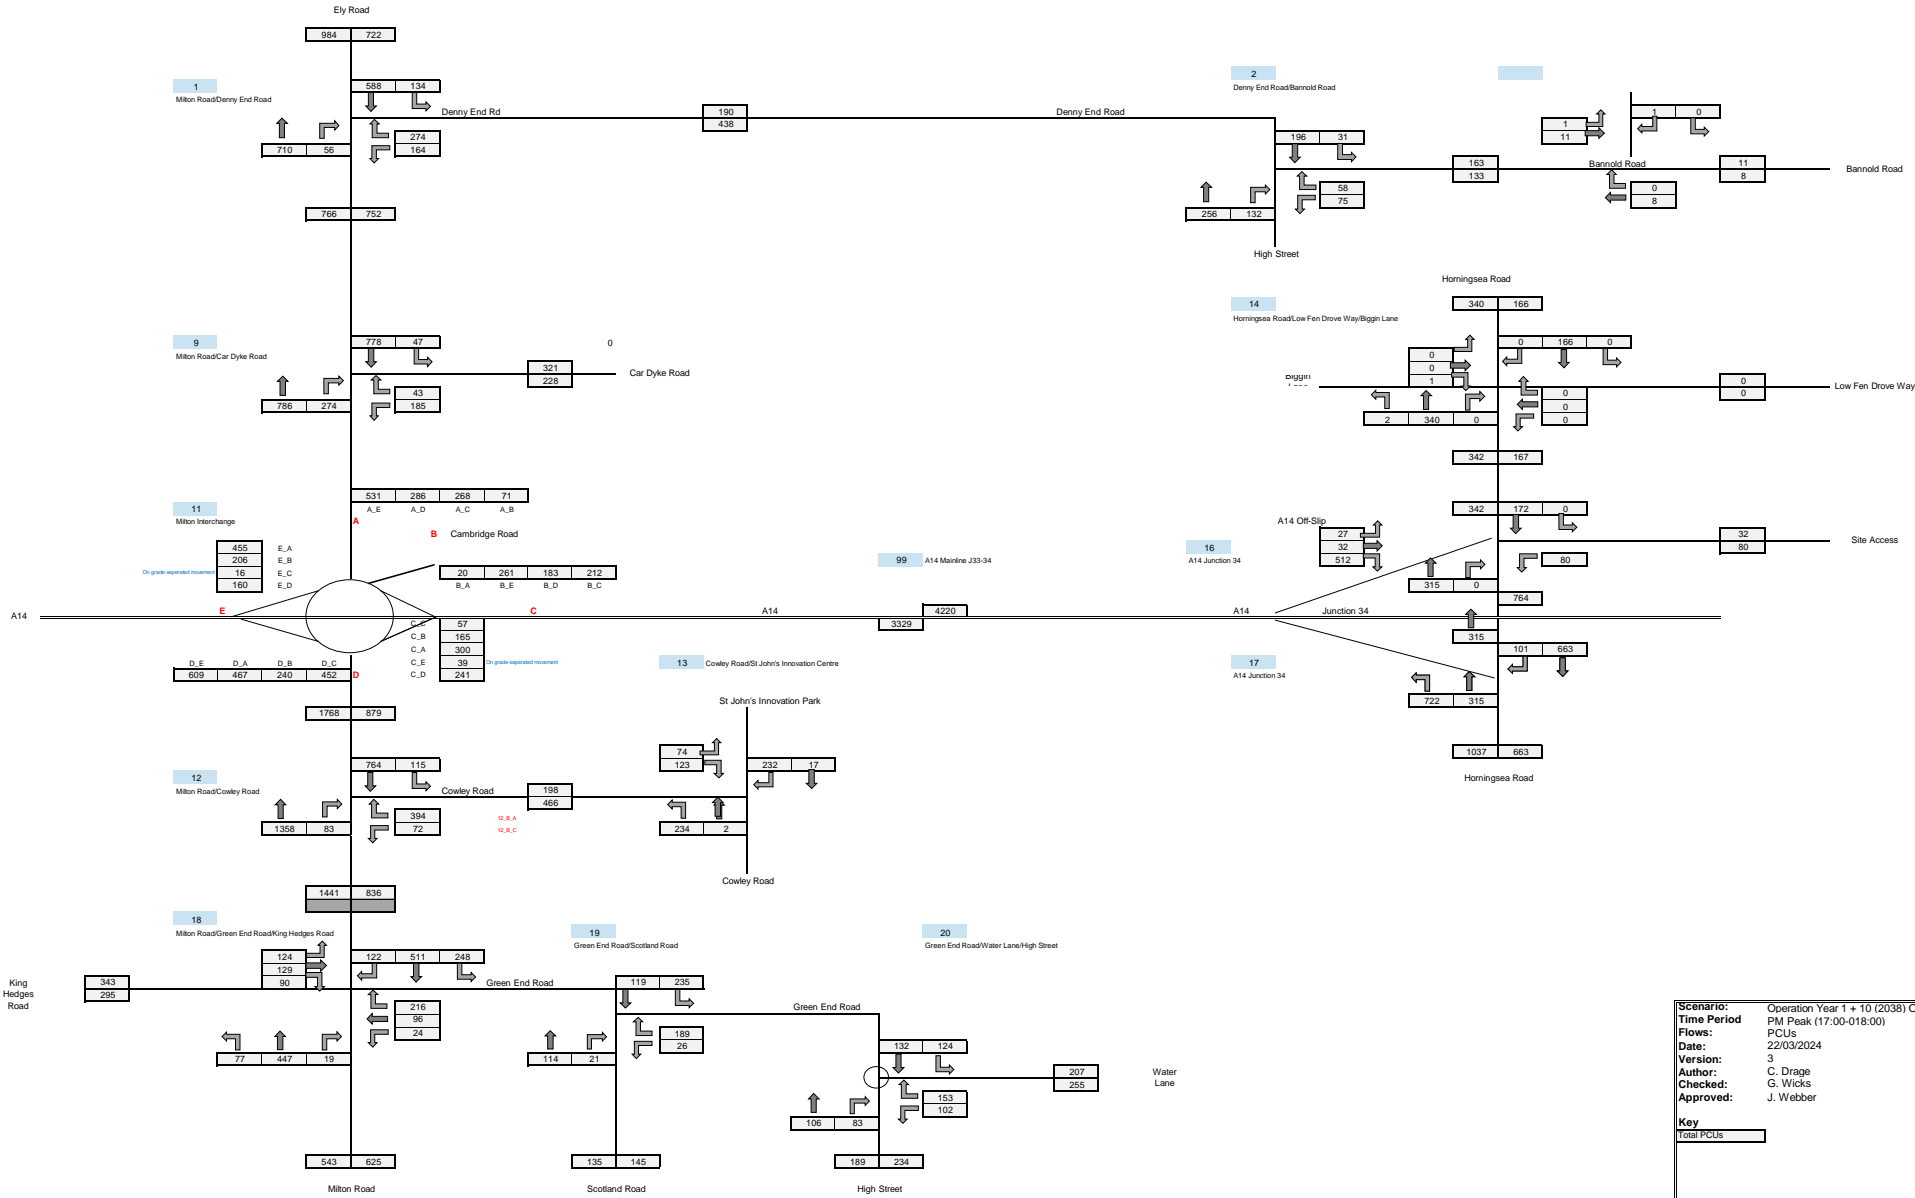 Ely Road
984 722
1
Milton Road/Denny End Road
588 134
Denny End Rd
274
164
710 56
190
438
Denny End Road
2
Denny End Road/Bannold Road
196 31
58
75
256 132
High Street
163
133
1
11
1 0
Bannold Road
0
8
11
8
Bannold Road
766 752
9
Milton Road/Car Dyke Road
778 47
0
321
228
Car Dyke Road
43
185
786 274
Horningsea Road
340 166
14
Horningsea Road/Low Fen Drove Way/Biggin Lane
0 166 0
0
0
1
Biggin
Lane
0
0
0
2 340 0
0
0
Low Fen Drove Way
342 167
11
Milton Interchange
531 286 268 71
A_E A_D A_C A_B
A
B Cambridge Road
455 E_A
206 E_B
On grade-seperated movement 16 E_C
160 E_D
20 261 183 212
B_A B_E B_D B_C
99 A14 Mainline J33-34
16
A14 Junction 34
A14 Off-Slip
27
32
512
342 172 0
32
80
Site Access
80
315 0
764
A14
E
C
A14
4220
3329
A14
Junction 34
C_C 57
C_B 165
C_A 300
C_E 39 On grade-seperated movement
C_D 241
D_E D_A D_B D_C
609 467 240 452 D
315
101 663
17
A14 Junction 34
722 315
1037 663
Horningsea Road
1768 879
13 Cowley Road/St John's Innovation Centre
St John's Innovation Park
74
123
232 17
234 2
Cowley Road
12
Milton Road/Cowley Road
764 115
Cowley Road
198
466
394
72
12_B_A
12_B_C
1358 83
1441 836
18
Milton Road/Green End Road/King Hedges Road
124
129
90
122 511 248
King
Hedges
Road
343
295
Green End Road
216
96
24
77 447 19
543 625
Milton Road
19
Green End Road/Scotland Road
119 235
189
26
114 21
135 145
Scotland Road
20
Green End Road/Water Lane/High Street
Green End Road
132 124
207
255
Water
Lane
153
102
106 83
189 234
High Street
Scenario: Operation Year 1 + 10 (2038) O
Time Period PM Peak (17:00-018:00)
Flows: PCUs
Date: 22/03/2024
Version: 3
Author: C. Drage
Checked: G. Wicks
Approved: J. Webber
Key
Total PCUs